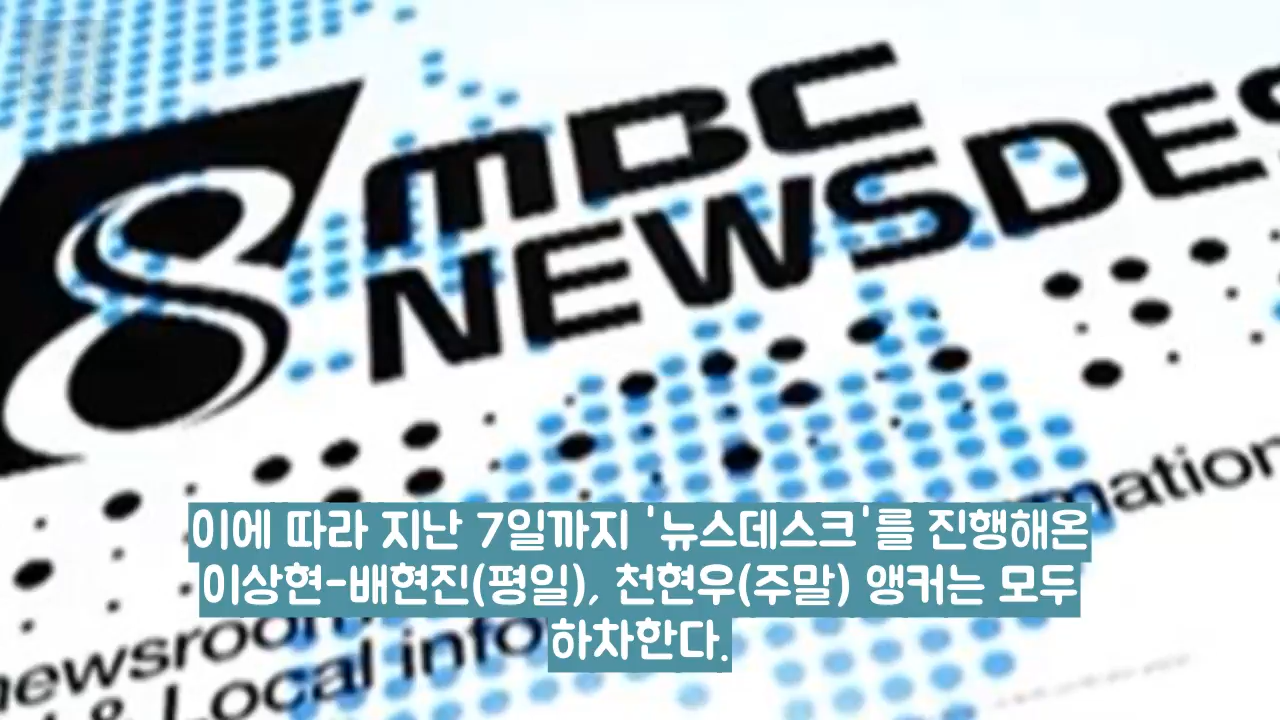 8 MBC
NEWSDES
mation
newsroom
& Local info
이에 따라 지난 7일까지 '뉴스데스크'를 진행해온
이상현-배현진(평일), 천현우(주말) 앵커는 모두
하차한다.